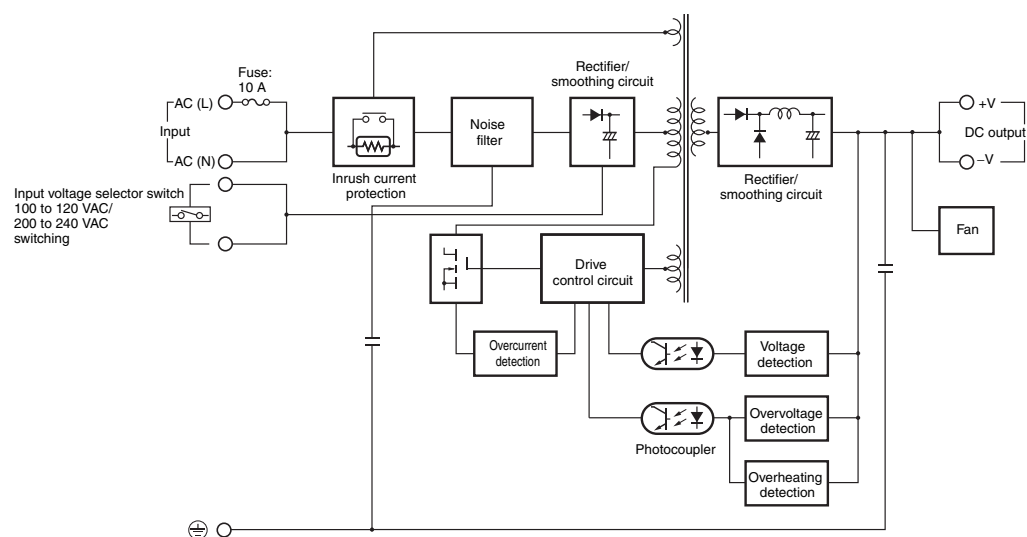 Fuse:
10 A
AC (L)
Input
AC (N)
Input voltage selector switch
100 to 120 VAC/
200 to 240 VAC
switching
Inrush current
protection
Noise
filter
Rectifier/
smoothing circuit
Rectifier/
smoothing circuit
+V
DC output
−V
Fan
Drive
control circuit
Overcurrent
detection
Voltage
detection
Overvoltage
detection
Photocoupler
Overheating
detection